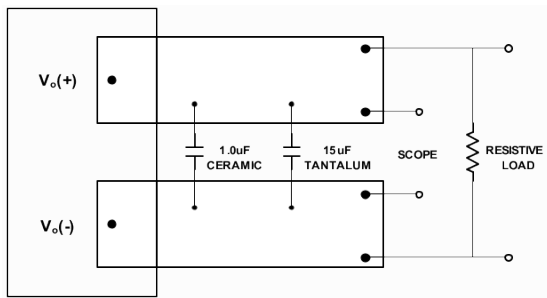 Vo(+)
1.0uF
CERAMIC
15uF
TANTALUM
SCOPE
RESISTIVE
LOAD
Vo(-)